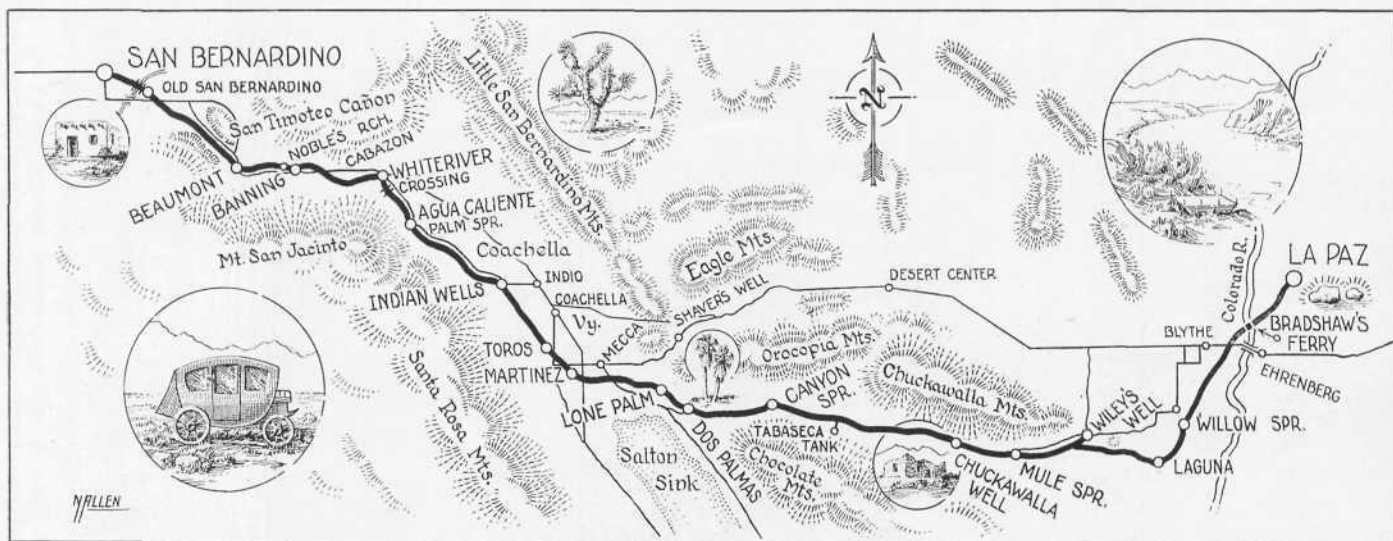 SAN BERNARDINO
OLD SAN BERNARDINO
San Timoteo Cañon
NOBLE'S RCH.
CABAZON
BEAUMONT
BANNING
WHITERIVER
CROSSING
AGUA CALIENTE
PALM SPR.
Mt. San Jacinto
Little San Bernardino Mts.
N
Coachella
Vy.
INDIO
INDIAN WELLS
COACHELLA
TOROS
MARTINEZ
MECCA
SHAVERS WELL
Eagle Mts.
DESERT CENTER
Santa Rosa
Mts.
LONE PALM
DOS PALMAS
Salton
Sink
Orocopia Mts.
CANYON
SPR.
TABASECA
TANK
Chocolate
Mts.
Chuckawalla Mts.
CHUCKAWALLA
WELL
MULE SPR.
WILEY'S
WELL
LAGUNA
WILLOW SPR.
BLYTHE
EHRENBERG
BRADSHAW'S
FERRY
Colorado R.
LA PAZ
NALLEN